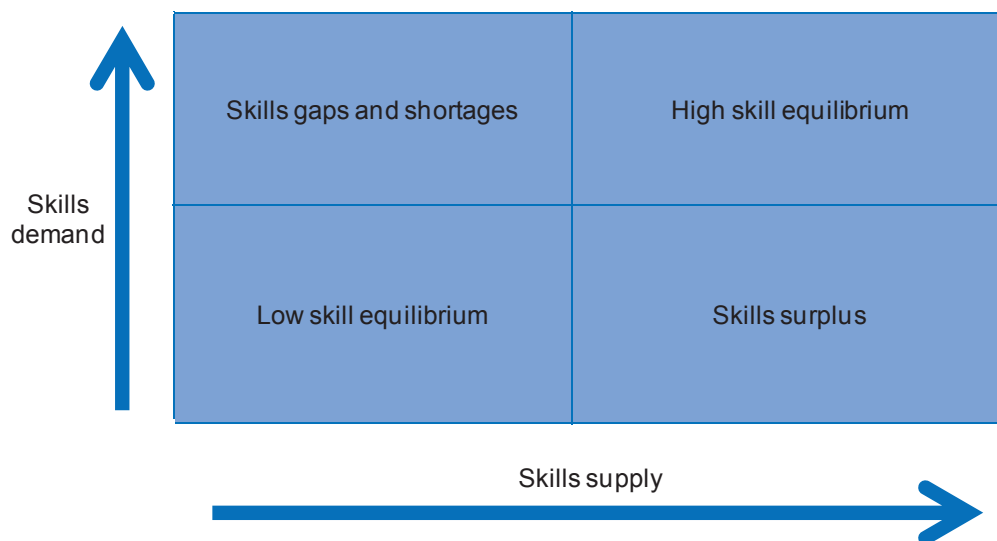 Skills gaps and shortages
High skill equilibrium
Skills
demand
Low skill equilibrium
Skills surplus
Skills supply